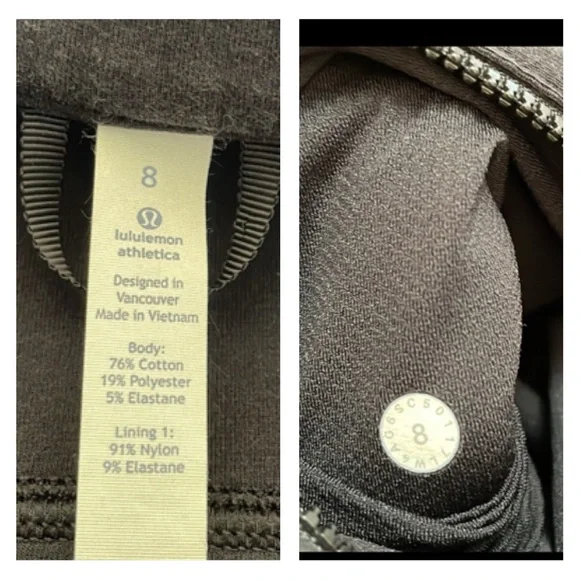 8
lululemon
athletica
Designed in
Vancouver
Made in Vietnam
Body:
76% Cotton
19% Polyester
5% Elastane
Lining 1:
91% Nylon
9% Elastane
8